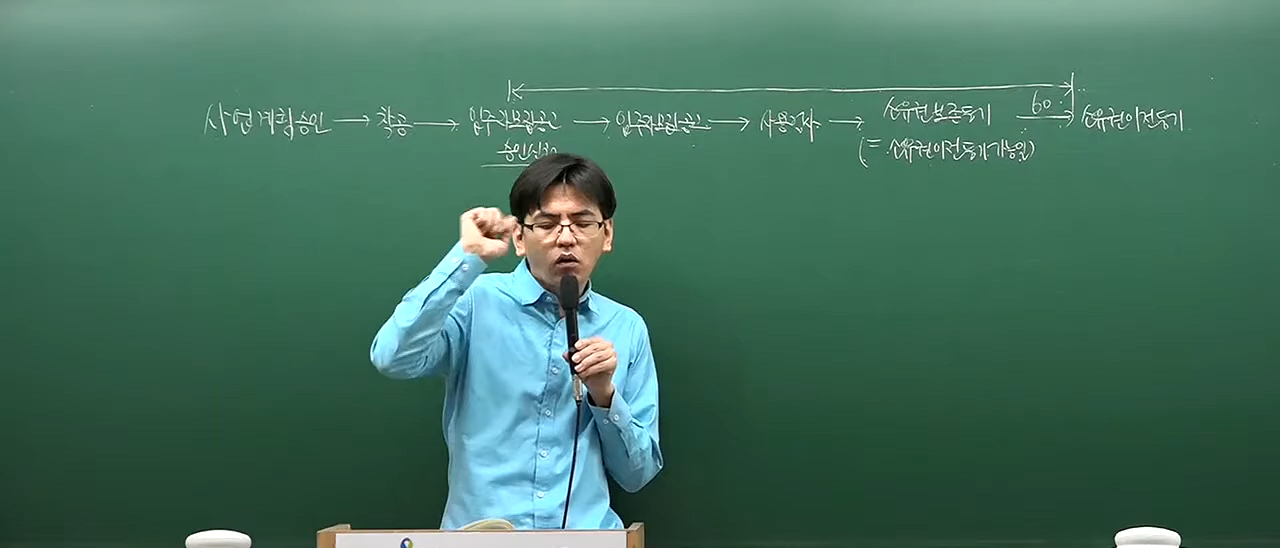 사업계획승인 → 착공 → 입주자모집공고 → 입주자모집공고 → 사용검사 → 소유권보존등기 60 → 소유권이전등기
승인신청
(= 소유권이전등기가능일)